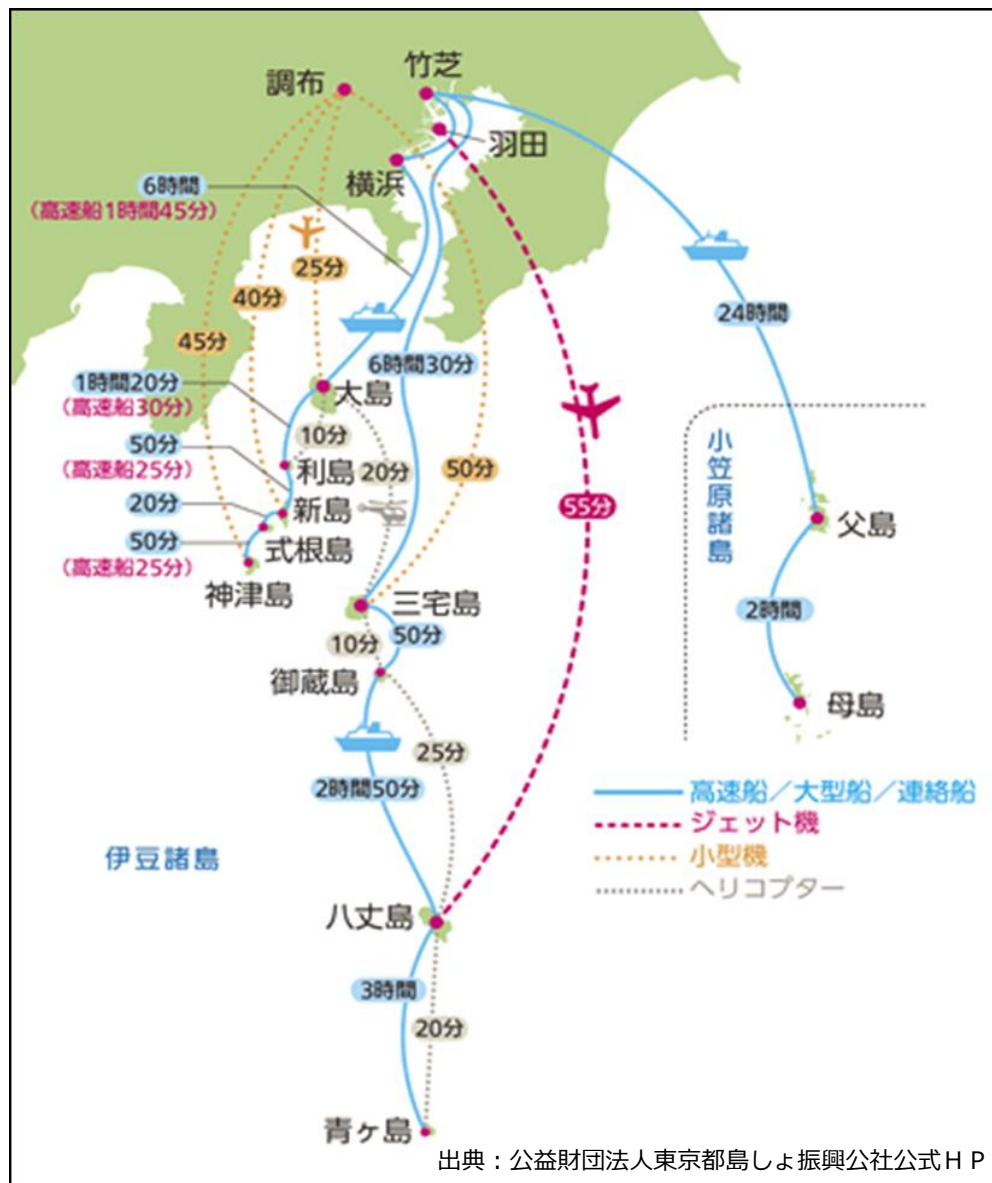 竹芝
調布
羽田
横浜
6時間
(高速船1時間45分)
25分
40分
24時間
45分
6時間30分
1時間20分
(高速船30分)
大島
10分
50分
(高速船25分)
利島
20分
50分
小笠原諸島
20分
新島
55分
父島
50分
(高速船25分)
式根島
神津島
三宅島
2時間
10分
50分
御蔵島
母島
25分
2時間50分
高速船／大型船／連絡船
ジェット機
小型機
ヘリコプター
伊豆諸島
八丈島
3時間
20分
青ヶ島
出典：公益財団法人東京都島しょ振興公社公式ＨＰ